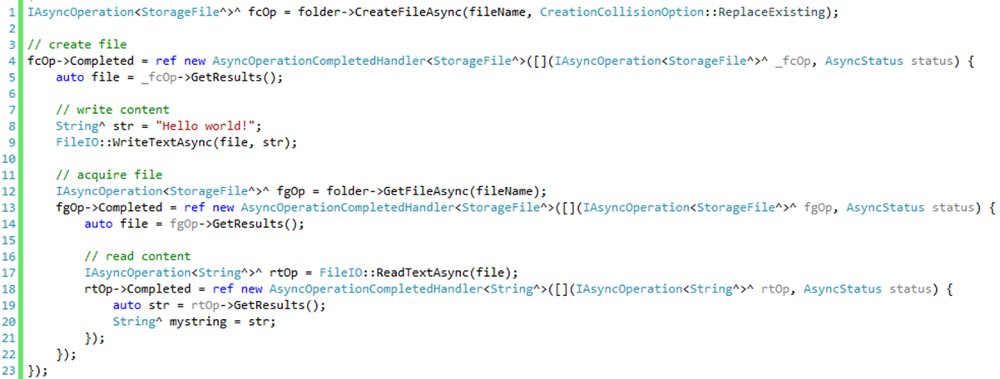 1 IAsyncOperation<StorageFile^>^ fcOp = folder->CreateFileAsync(fileName, CreationCollisionOption::ReplaceExisting);
2
3 // create file
4 fcOp->Completed = ref new AsyncOperationCompletedHandler<StorageFile^>([](IAsyncOperation<StorageFile^>^ _fcOp, AsyncStatus status) {
5     auto file = _fcOp->GetResults();
6
7     // write content
8     String^ str = "Hello world!";
9     FileIO::WriteTextAsync(file, str);
10
11     // acquire file
12     IAsyncOperation<StorageFile^>^ fgOp = folder->GetFileAsync(fileName);
13     fgOp->Completed = ref new AsyncOperationCompletedHandler<StorageFile^>([](IAsyncOperation<StorageFile^>^ fgOp, AsyncStatus status) {
14         auto file = fgOp->GetResults();
15
16         // read content
17         IAsyncOperation<String^>^ rtOp = FileIO::ReadTextAsync(file);
18         rtOp->Completed = ref new AsyncOperationCompletedHandler<String^>([](IAsyncOperation<String^>^ rtOp, AsyncStatus status) {
19             auto str = rtOp->GetResults();
20             String^ mystring = str;
21         });
22     });
23 });